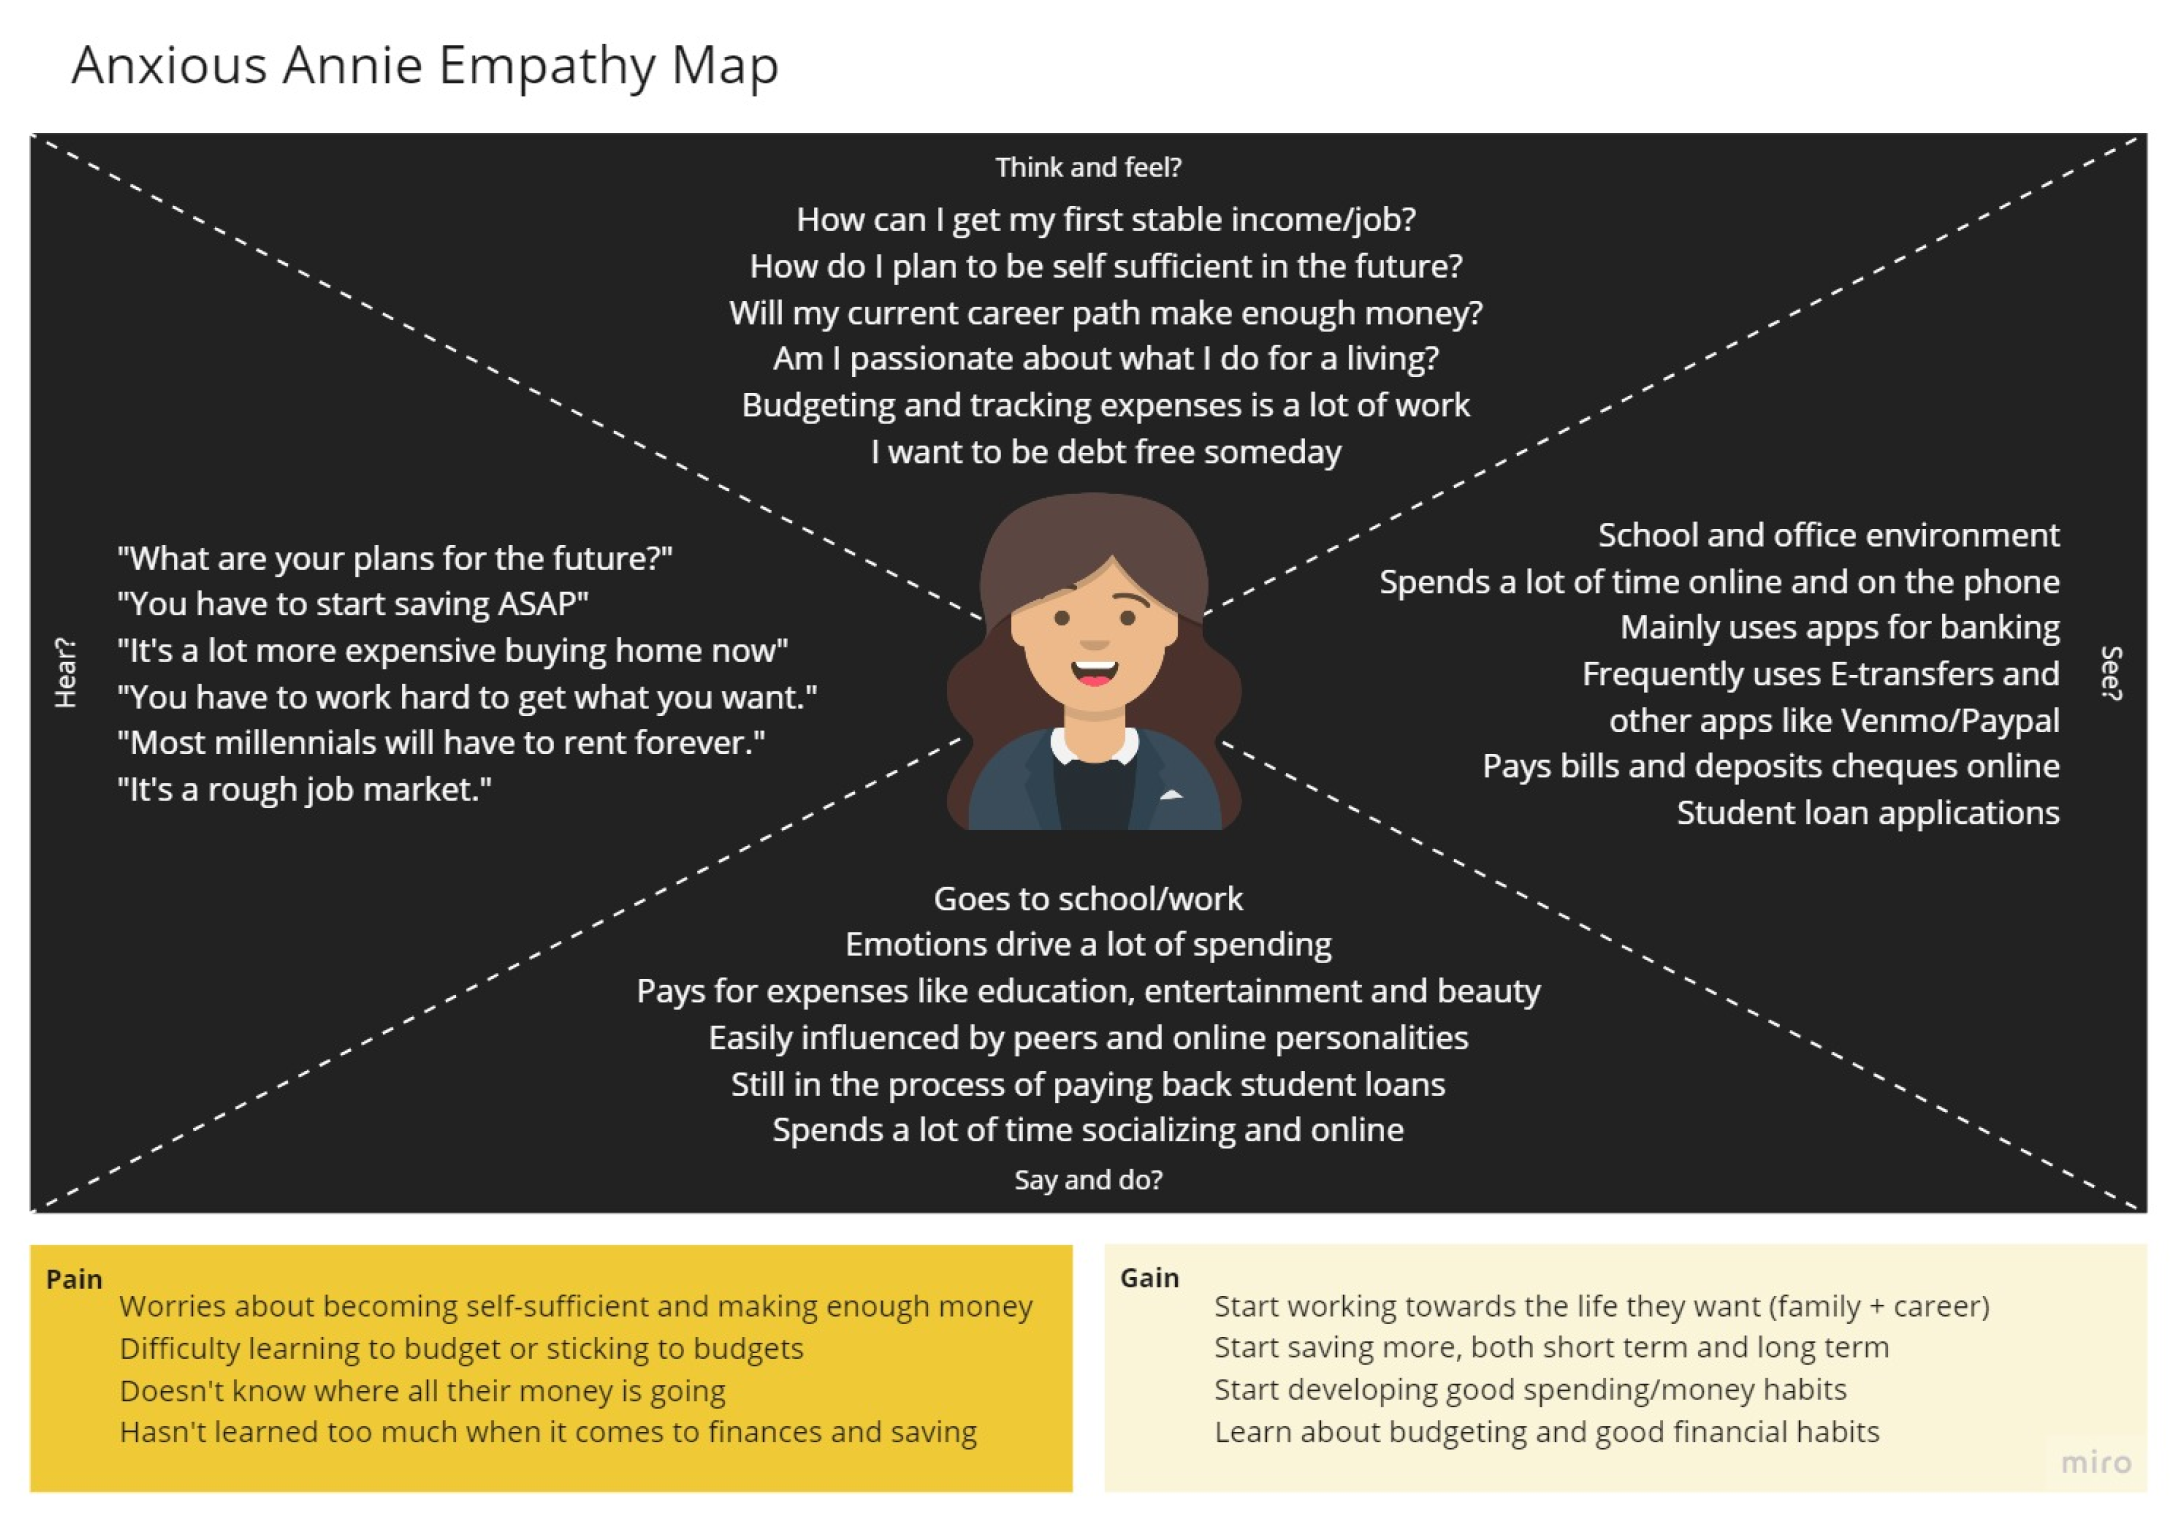 Anxious Annie Empathy Map
Think and feel?
How can I get my first stable income/job?
How do I plan to be self sufficient in the future?
Will my current career path make enough money?
Am I passionate about what I do for a living?
Budgeting and tracking expenses is a lot of work
I want to be debt free someday
Hear?
"What are your plans for the future?"
"You have to start saving ASAP"
"It's a lot more expensive buying home now"
"You have to work hard to get what you want."
"Most millennials will have to rent forever."
"It's a rough job market."
School and office environment
Spends a lot of time online and on the phone
Mainly uses apps for banking
Frequently uses E-transfers and
other apps like Venmo/Paypal
Pays bills and deposits cheques online
Student loan applications
See?
Goes to school/work
Emotions drive a lot of spending
Pays for expenses like education, entertainment and beauty
Easily influenced by peers and online personalities
Still in the process of paying back student loans
Spends a lot of time socializing and online
Say and do?
Pain
Worries about becoming self-sufficient and making enough money
Difficulty learning to budget or sticking to budgets
Doesn't know where all their money is going
Hasn't learned too much when it comes to finances and saving
Gain
Start working towards the life they want (family + career)
Start saving more, both short term and long term
Start developing good spending/money habits
Learn about budgeting and good financial habits
miro